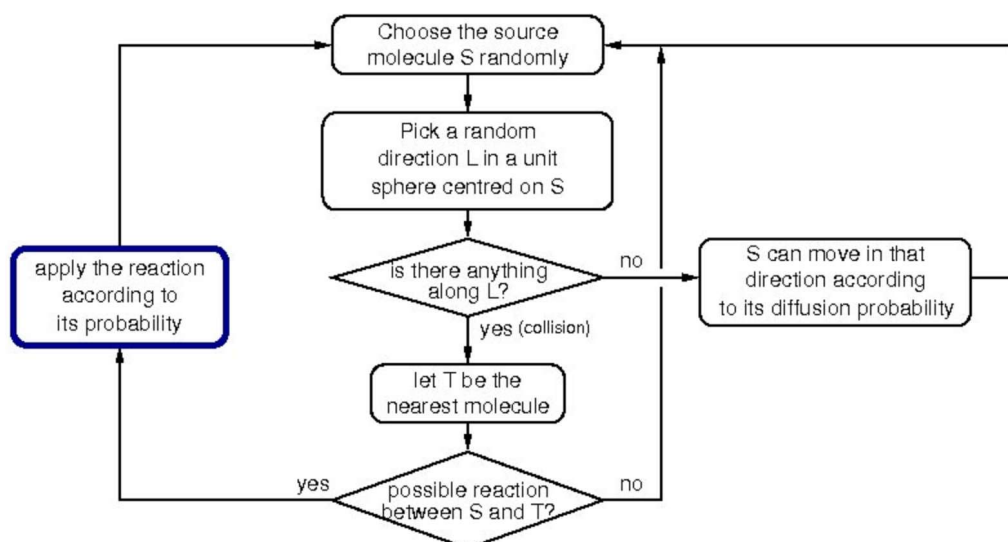 Choose the source
molecule S randomly
Pick a random
direction L in a unit
sphere centred on S
is there anything
along L?
no
S can move in that
direction according
to its diffusion probability
apply the reaction
according to
its probability
yes (collision)
let T be the
nearest molecule
yes
possible reaction
between S and T?
no